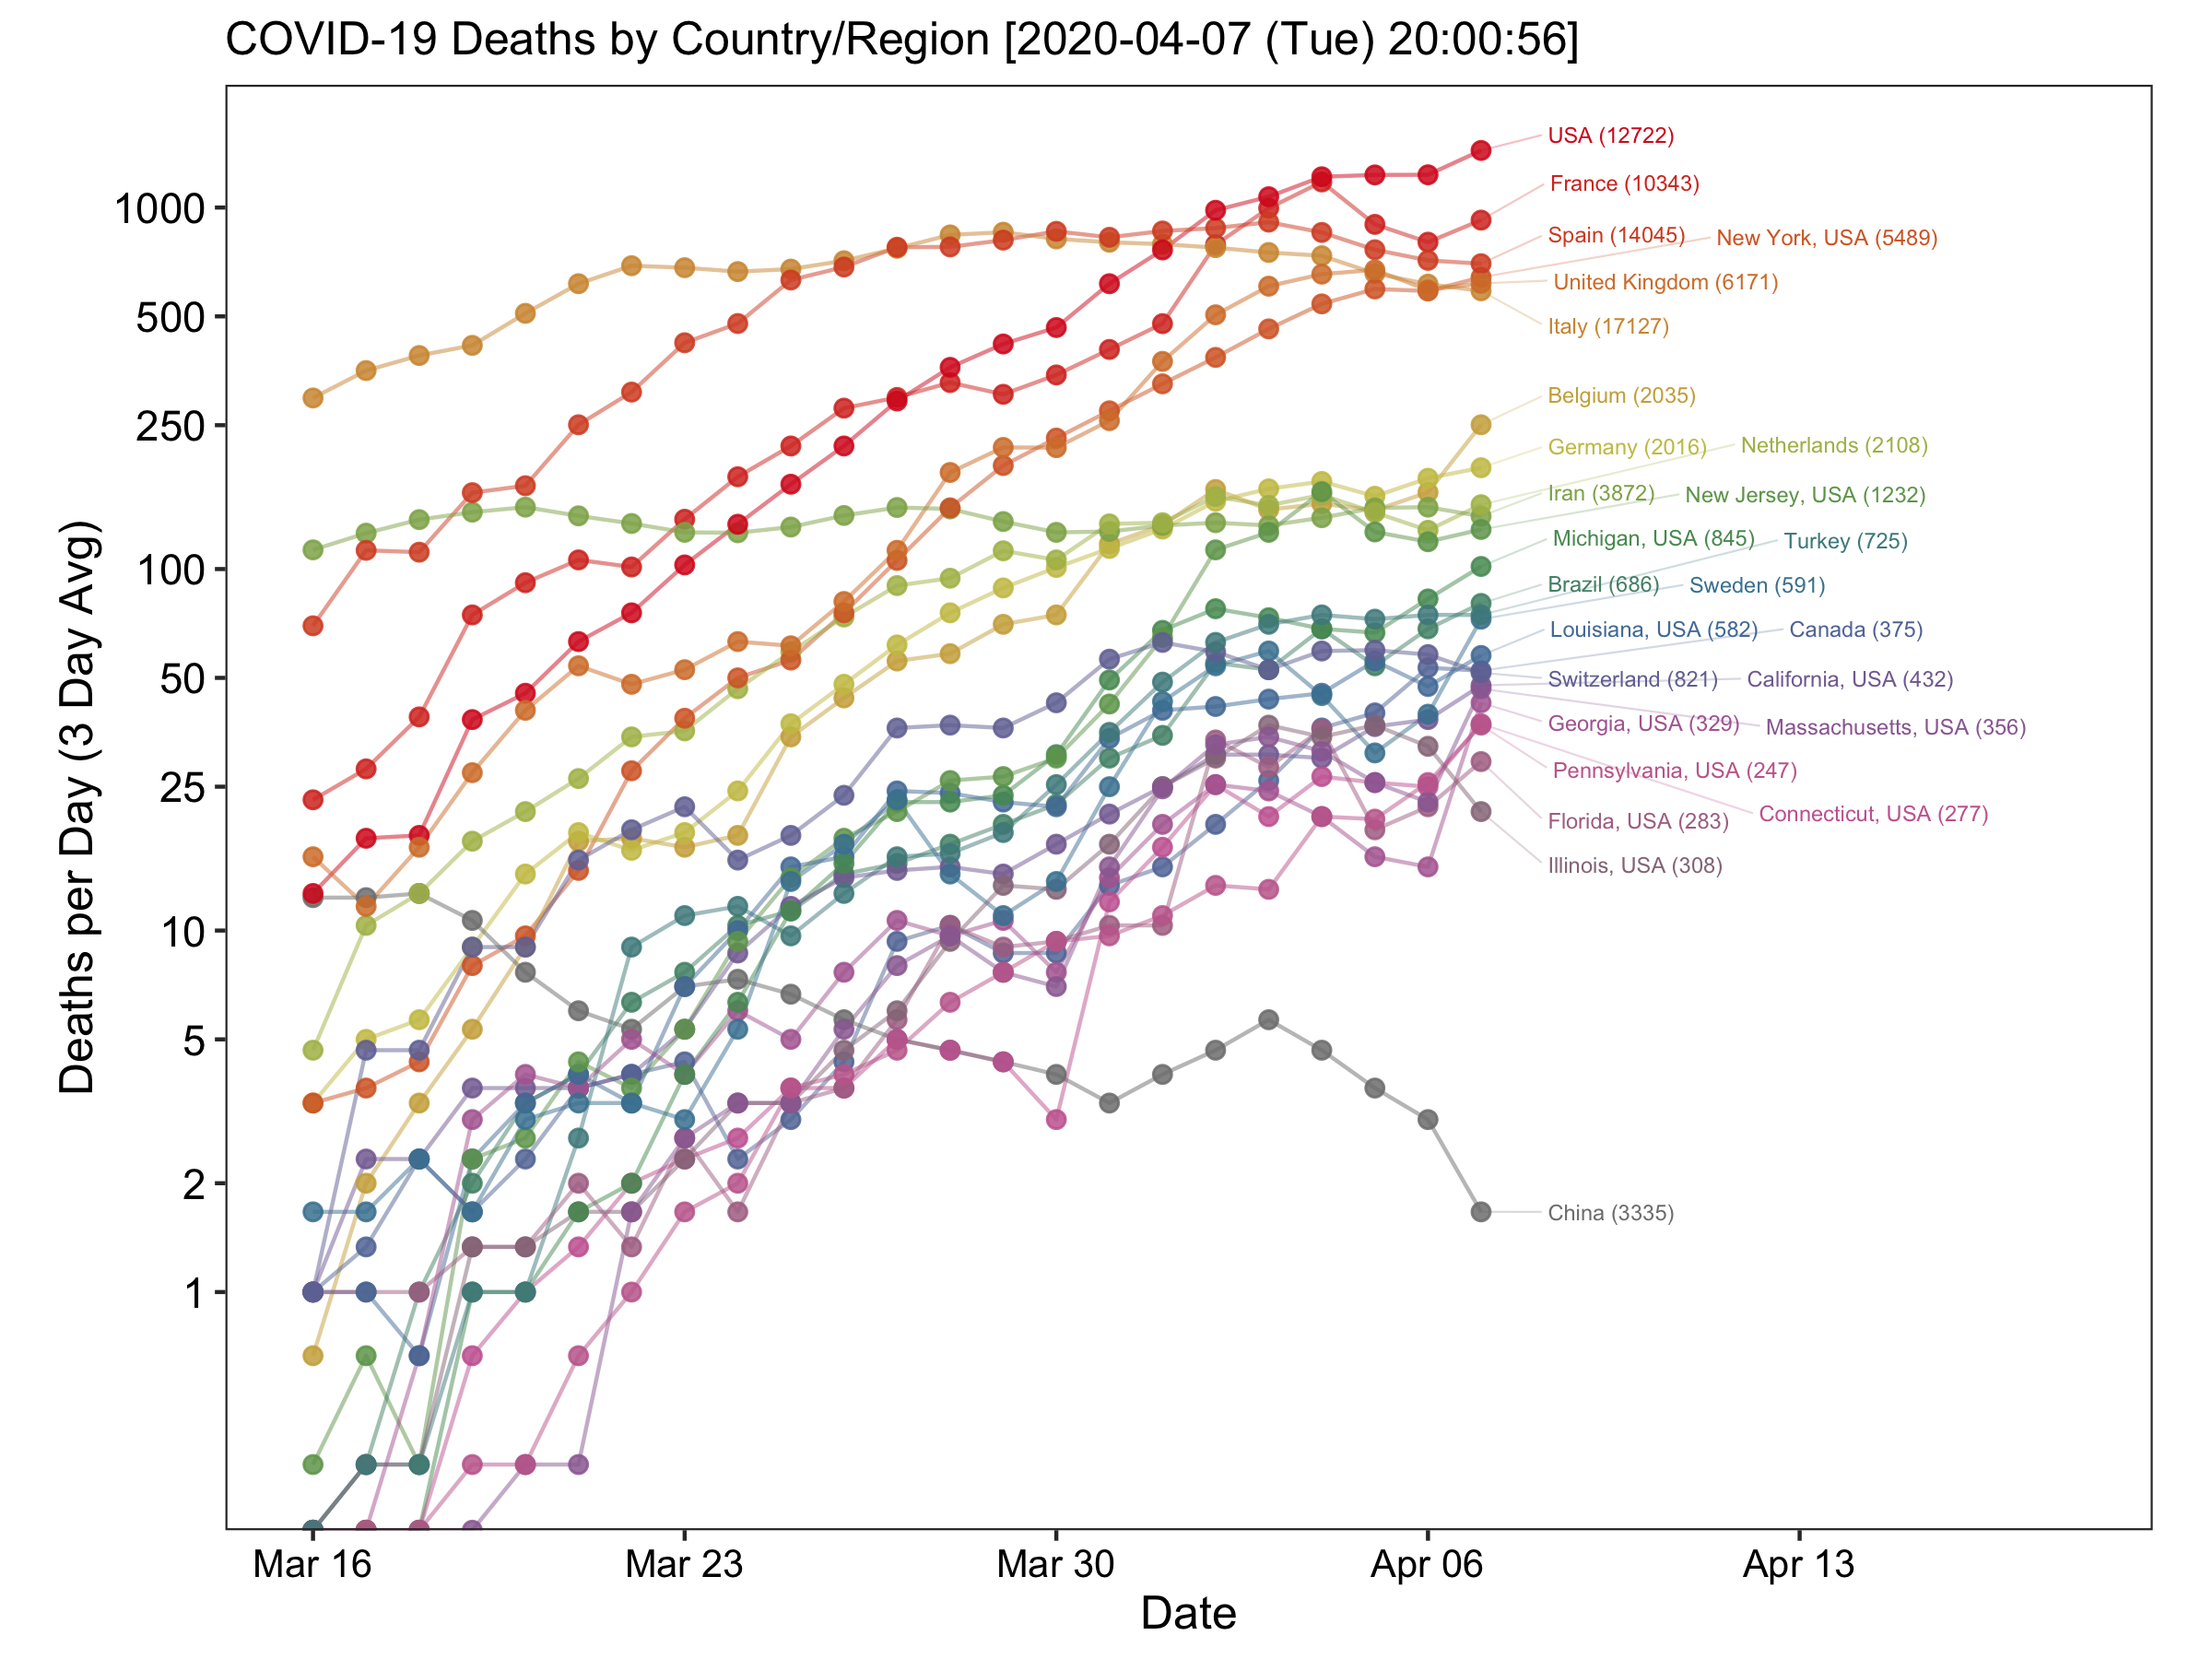 COVID-19 Deaths by Country/Region [2020-04-07 (Tue) 20:00:56]
Deaths per Day (3 Day Avg)
1000
500
250
100
50
25
10
5
2
1
USA (12722)
France (10343)
Spain (14045)
New York, USA (5489)
United Kingdom (6171)
Italy (17127)
Belgium (2035)
Germany (2016)
Netherlands (2108)
Iran (3872)
New Jersey, USA (1232)
Michigan, USA (845)
Turkey (725)
Brazil (686)
Sweden (591)
Louisiana, USA (582)
Canada (375)
Switzerland (821)
California, USA (432)
Georgia, USA (329)
Massachusetts, USA (356)
Pennsylvania, USA (247)
Connecticut, USA (277)
Florida, USA (283)
Illinois, USA (308)
China (3335)
Mar 16
Mar 23
Mar 30
Apr 06
Apr 13
Date